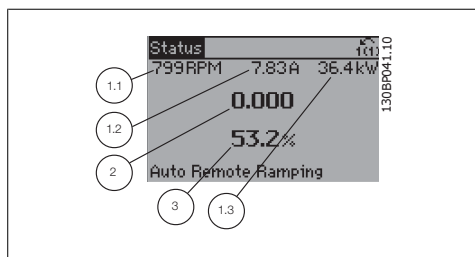 Status
1(1)
799RPM 7.83A 36.4kW
0.000
53.2%
Auto Remote Ramping
1.1
1.2
2
3
1.3
130BP041.10